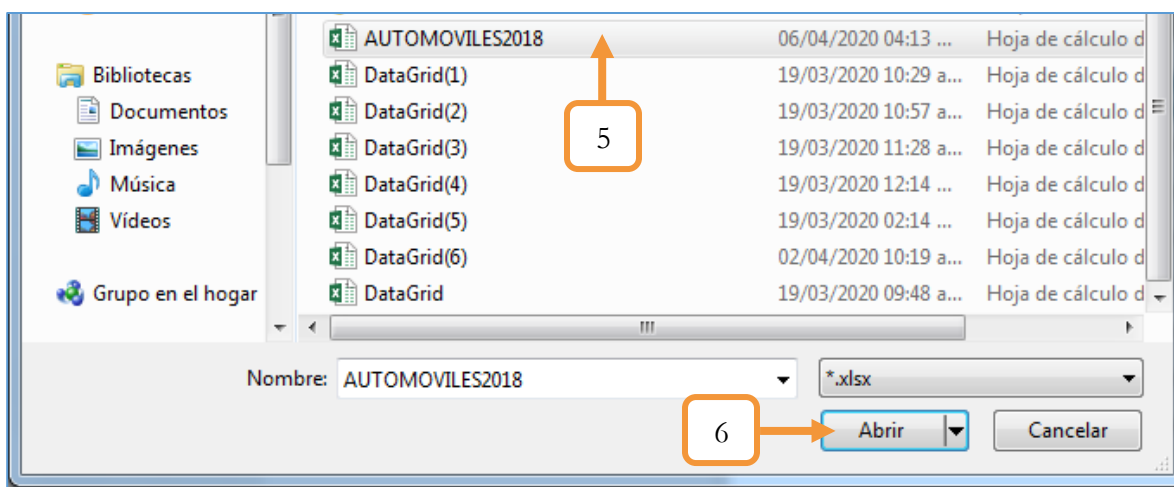 AUTOMOVILES2018 06/04/2020 04:13 ... Hoja de cálculo d
Bibliotecas DataGrid(1) 19/03/2020 10:29 a... Hoja de cálculo d
Documentos DataGrid(2) 19/03/2020 10:57 a... Hoja de cálculo d
5
Imágenes DataGrid(3) 19/03/2020 11:28 a... Hoja de cálculo d
Música DataGrid(4) 19/03/2020 12:14 ... Hoja de cálculo d
Vídeos DataGrid(5) 19/03/2020 02:14 ... Hoja de cálculo d
DataGrid(6) 02/04/2020 10:19 a... Hoja de cálculo d
Grupo en el hogar DataGrid 19/03/2020 09:48 a... Hoja de cálculo d
Nombre: AUTOMOVILES2018 *.xlsx
6 Abrir Cancelar